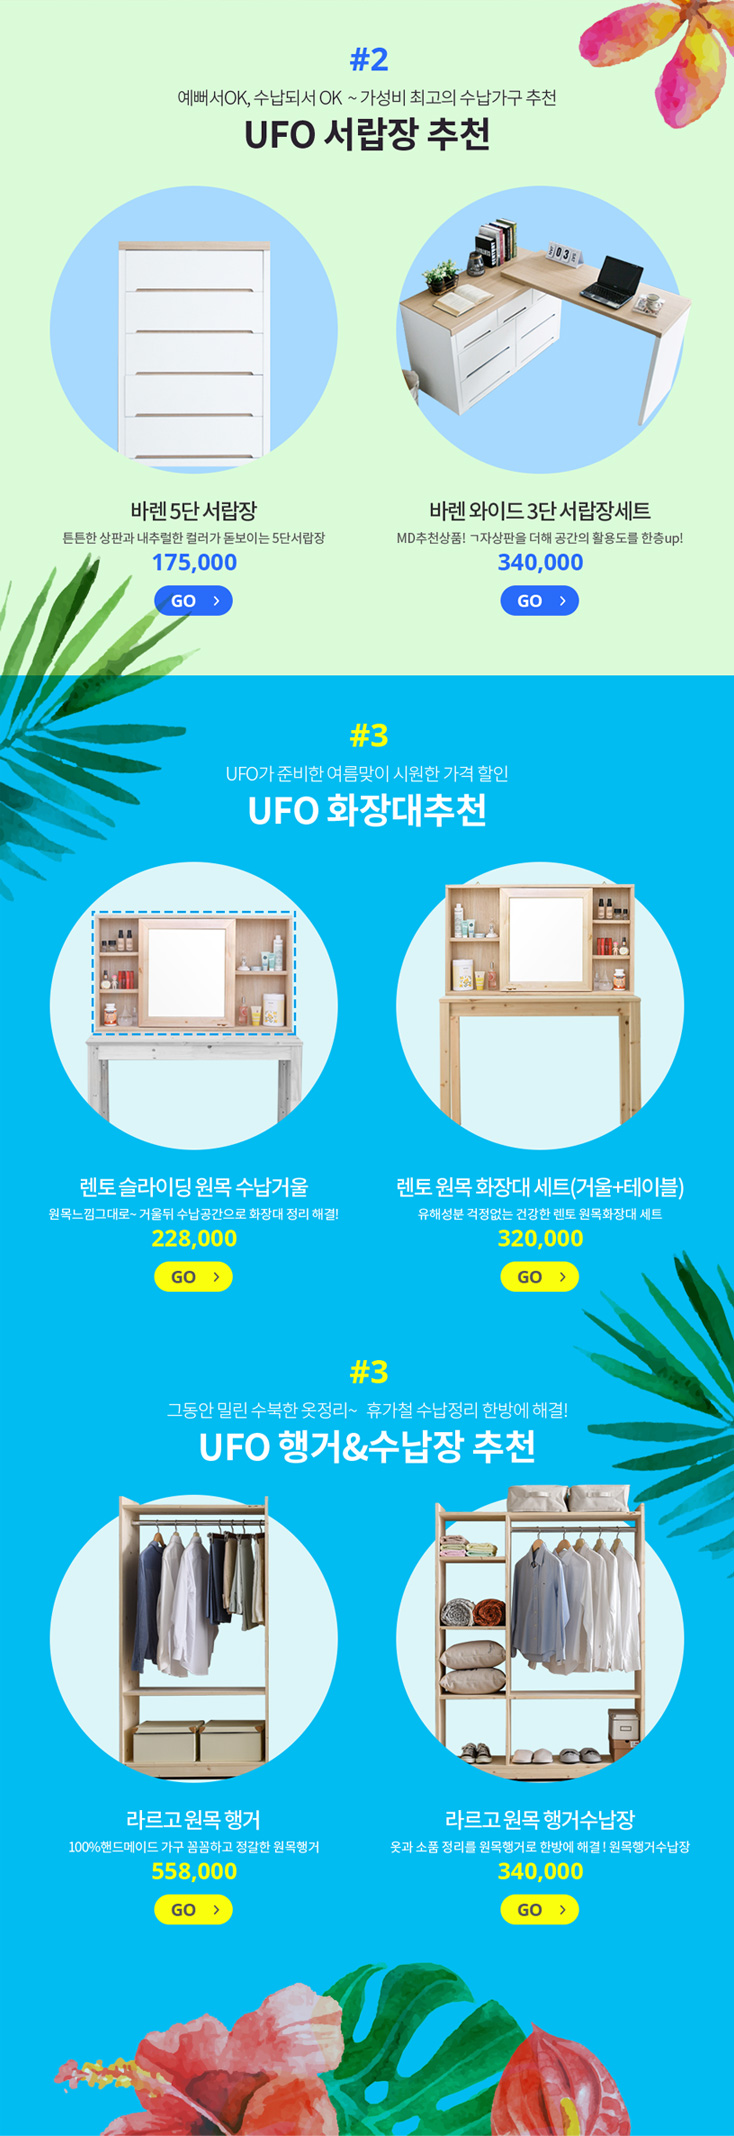 #2
예뻐서OK, 수납되서 OK ~ 가성비 최고의 수납가구 추천
UFO 서랍장 추천
바렌 5단 서랍장
튼튼한 상판과 내추럴한 컬러가 돋보이는 5단서랍장
175,000
GO >
바렌 와이드 3단 서랍장세트
MD추천상품! ㄱ자상판을 더해 공간의 활용도를 한층up!
340,000
GO >
#3
UFO가 준비한 여름맞이 시원한 가격 할인
UFO 화장대추천
렌토 슬라이딩 원목 수납거울
원목느낌그대로~ 거울뒤 수납공간으로 화장대 정리 해결!
228,000
GO >
렌토 원목 화장대 세트(거울+테이블)
유해성분 걱정없는 건강한 렌토 원목화장대 세트
320,000
GO >
#3
그동안 밀린 수북한 옷정리~ 휴가철 수납정리 한방에 해결!
UFO 행거&수납장 추천
라르고 원목 행거
100%핸드메이드 가구 꼼꼼하고 정갈한 원목행거
558,000
GO >
라르고 원목 행거수납장
옷과 소품 정리를 원목행거로 한방에 해결 ! 원목행거수납장
340,000
GO >